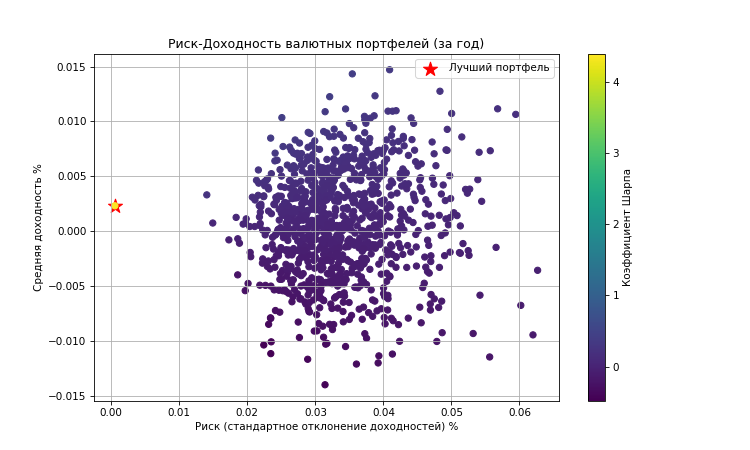 Риск-Доходность валютных портфелей (за год)
Лучший портфель
0.015
0.010
0.005
0.000
−0.005
−0.010
−0.015
Средняя доходность %
0.00 0.01 0.02 0.03 0.04 0.05 0.06
Риск (стандартное отклонение доходностей) %
4
3
2
1
0
Коэффициент Шарпа